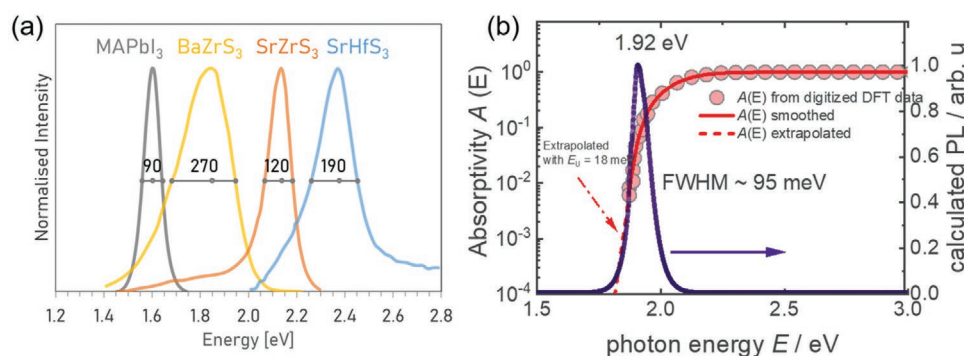 (a)
MAPbI3 BaZrS3 SrZrS3 SrHfS3
Normalised Intensity
90 270 120 190
1.2 1.4 1.6 1.8 2.0 2.2 2.4 2.6 2.8
Energy [eV]
(b)
1.92 eV
Absorptivity A (E)
10^0
10^-1
10^-2
10^-3
10^-4
A(E) from digitized DFT data
A(E) smoothed
A(E) extrapolated
Extrapolated
with E_U = 18 me
FWHM ~ 95 meV
1.0
0.8
0.6
0.4
0.2
0.0
calculated PL / arb. u
1.5 2.0 2.5 3.0
photon energy E / eV